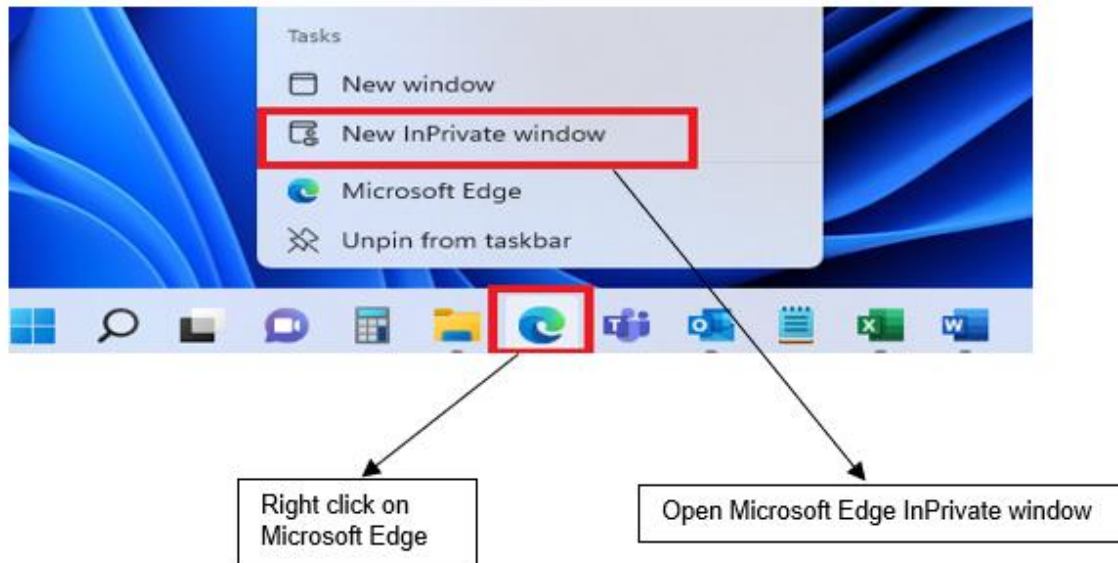 Tasks
New window
New InPrivate window
Microsoft Edge
Unpin from taskbar
Right click on
Microsoft Edge
Open Microsoft Edge InPrivate window